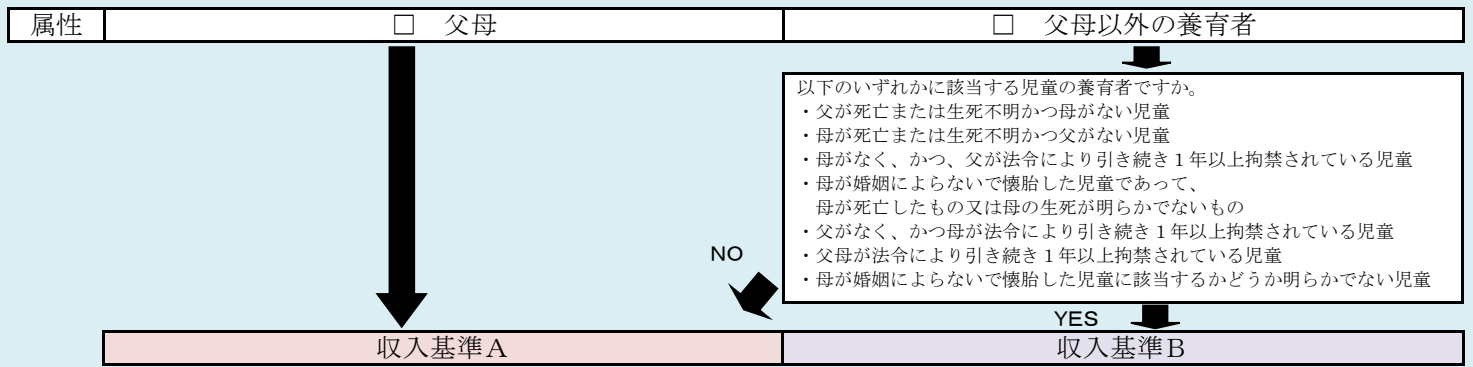 属性
□　父母
□　父母以外の養育者
以下のいずれかに該当する児童の養育者ですか。
・父が死亡または生死不明かつ母がない児童
・母が死亡または生死不明かつ父がない児童
・母がなく、かつ、父が法令により引き続き１年以上拘禁されている児童
・母が婚姻によらないで懐胎した児童であって、
　母が死亡したもの又は母の生死が明らかでないもの
・父がなく、かつ母が法令により引き続き１年以上拘禁されている児童
・父母が法令により引き続き１年以上拘禁されている児童
・母が婚姻によらないで懐胎した児童に該当するかどうか明らかでない児童
NO
YES
収入基準Ａ
収入基準Ｂ